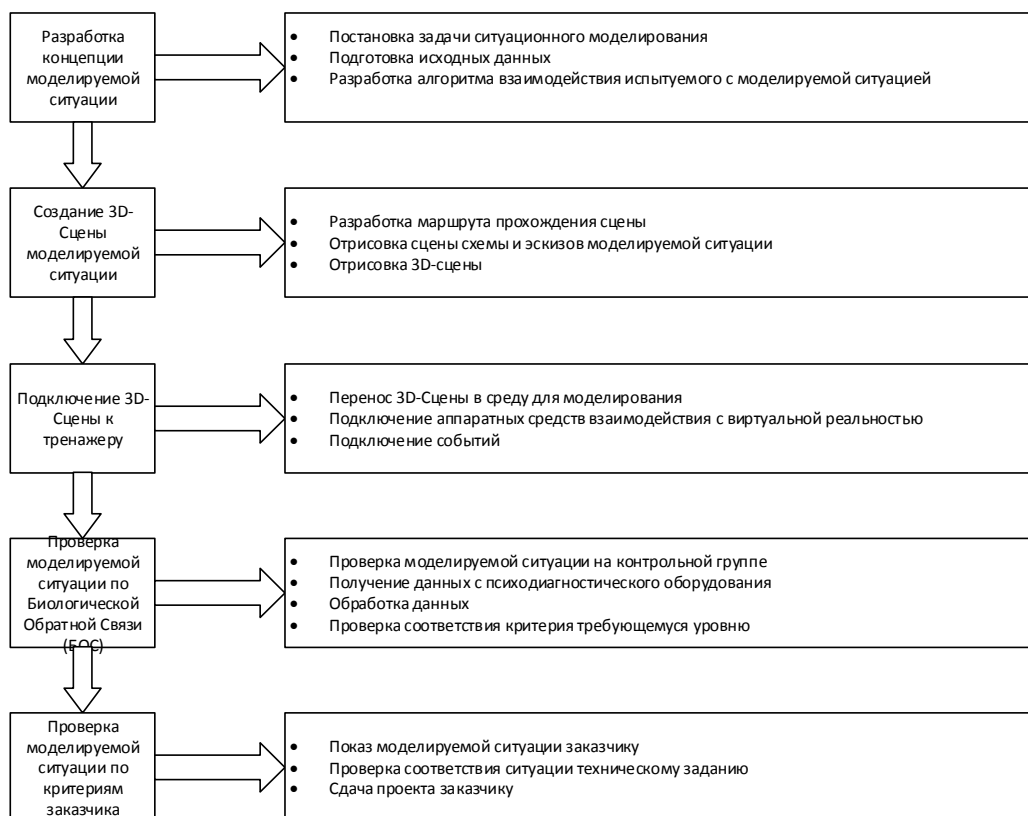 Разработка
концепции
моделируемой
ситуации
• Постановка задачи ситуационного моделирования
• Подготовка исходных данных
• Разработка алгоритма взаимодействия испытуемого с моделируемой ситуацией
Создание 3D-
Сцены
моделируемой
ситуации
• Разработка маршрута прохождения сцены
• Отрисовка сцены схемы и эскизов моделируемой ситуации
• Отрисовка 3D-сцены
Подключение 3D-
Сцены к
тренажеру
• Перенос 3D-Сцены в среду для моделирования
• Подключение аппаратных средств взаимодействия с виртуальной реальностью
• Подключение событий
Проверка
моделируемой
ситуации по
Биологической
Обратной Связи
(БОС)
• Проверка моделируемой ситуации на контрольной группе
• Получение данных с психодиагностического оборудования
• Обработка данных
• Проверка соответствия критерия требующемуся уровню
Проверка
моделируемой
ситуации по
критериям
заказчика
• Показ моделируемой ситуации заказчику
• Проверка соответствия ситуации техническому заданию
• Сдача проекта заказчику